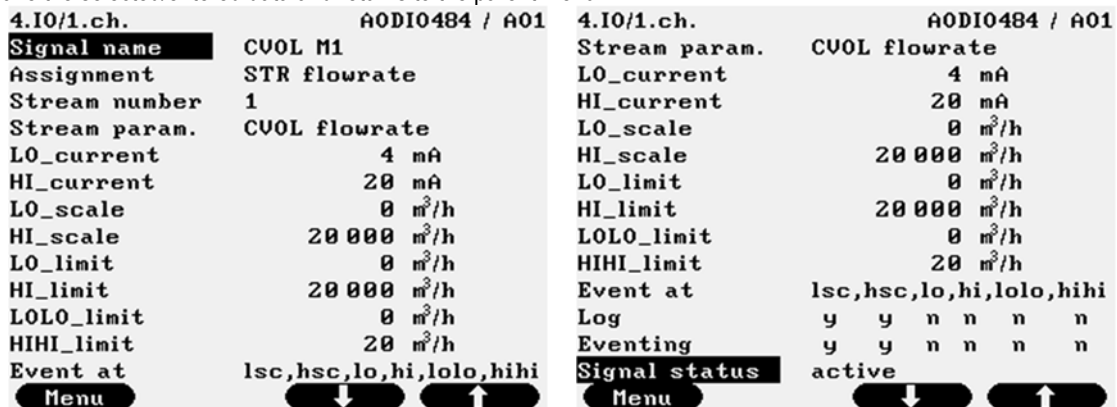 4.IO/1.ch. AODIO484 / AO1
Signal name CVOL M1
Assignment STR flowrate
Stream number 1
Stream param. CVOL flowrate
LO_current 4 mA
HI_current 20 mA
LO_scale 0 m³/h
HI_scale 20 000 m³/h
LO_limit 0 m³/h
HI_limit 20 000 m³/h
LOLO_limit 0 m³/h
HIHI_limit 20 m³/h
Event at lsc,hsc,lo,hi,lolo,hihi
Menu
4.IO/1.ch. AODIO484 / AO1
Stream param. CVOL flowrate
LO_current 4 mA
HI_current 20 mA
LO_scale 0 m³/h
HI_scale 20 000 m³/h
LO_limit 0 m³/h
HI_limit 20 000 m³/h
LOLO_limit 0 m³/h
HIHI_limit 20 m³/h
Event at lsc,hsc,lo,hi,lolo,hihi
Log y y n n n n
Eventing y y n n n n
Signal status active
Menu